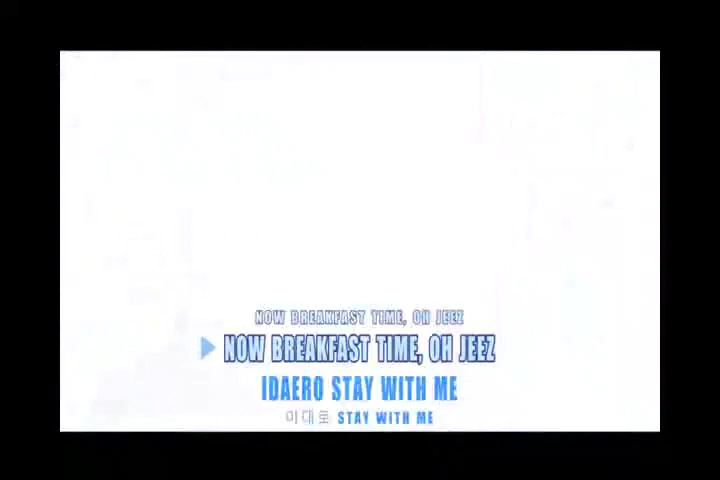 NOW BREAKFAST TIME, OH JEEZ
NOW BREAKFAST TIME, OH JEEZ
IDAERO STAY WITH ME
이대로 STAY WITH ME